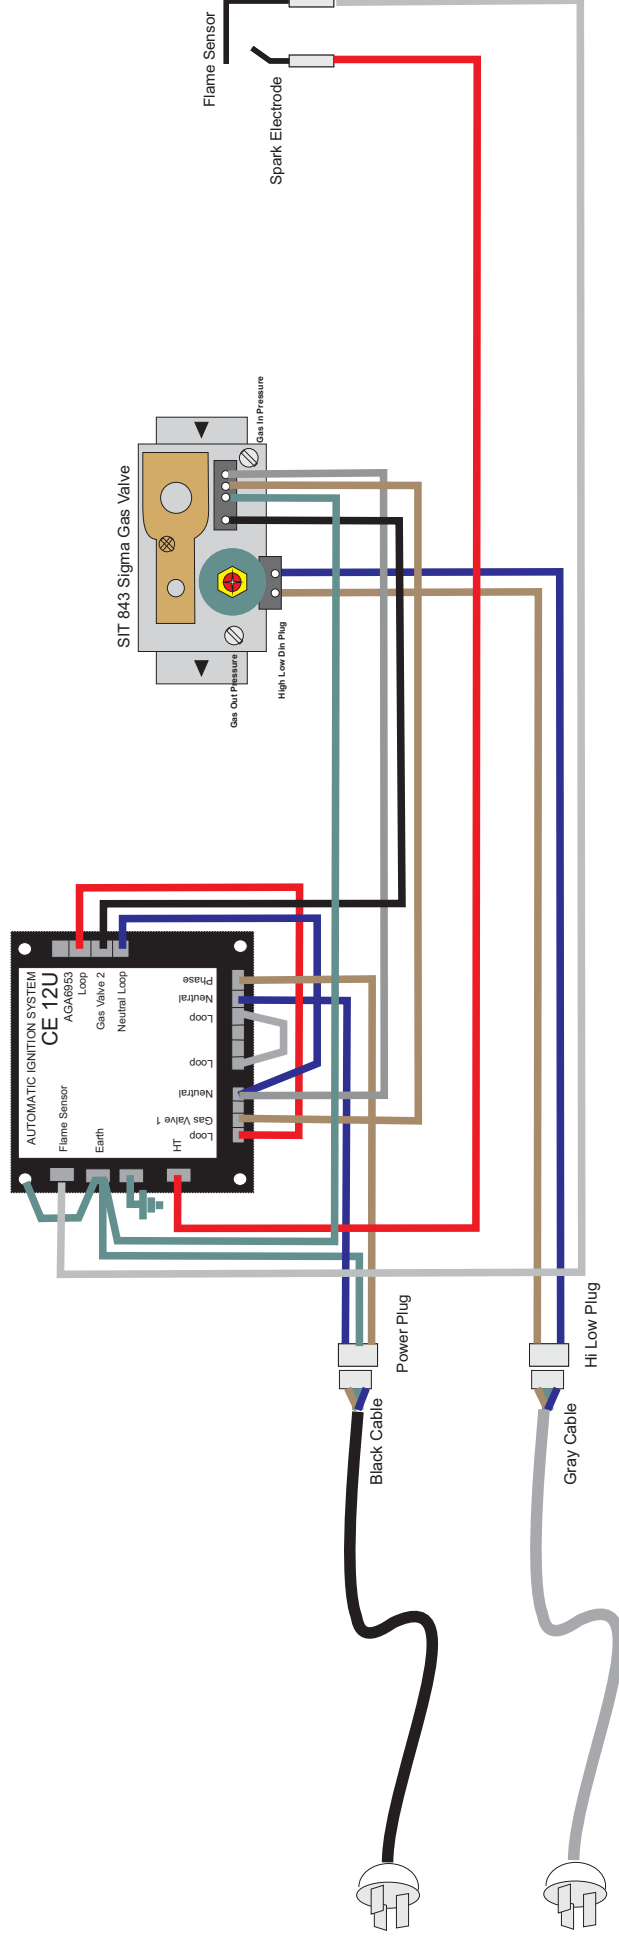 Flame Sensor
Spark Electrode
SIT 843 Sigma Gas Valve
Gas In Pressure
Gas Out Pressure
High Low Din Plug
AUTOMATIC IGNITION SYSTEM
CE 12U
AGA6953
Loop
Gas Valve 2
Neutral Loop
Flame Sensor
Earth
HT
Phase
Neutral
Loop
Loop
Neutral
Gas Valve 1
Loop
Power Plug
Black Cable
Hi Low Plug
Gray Cable